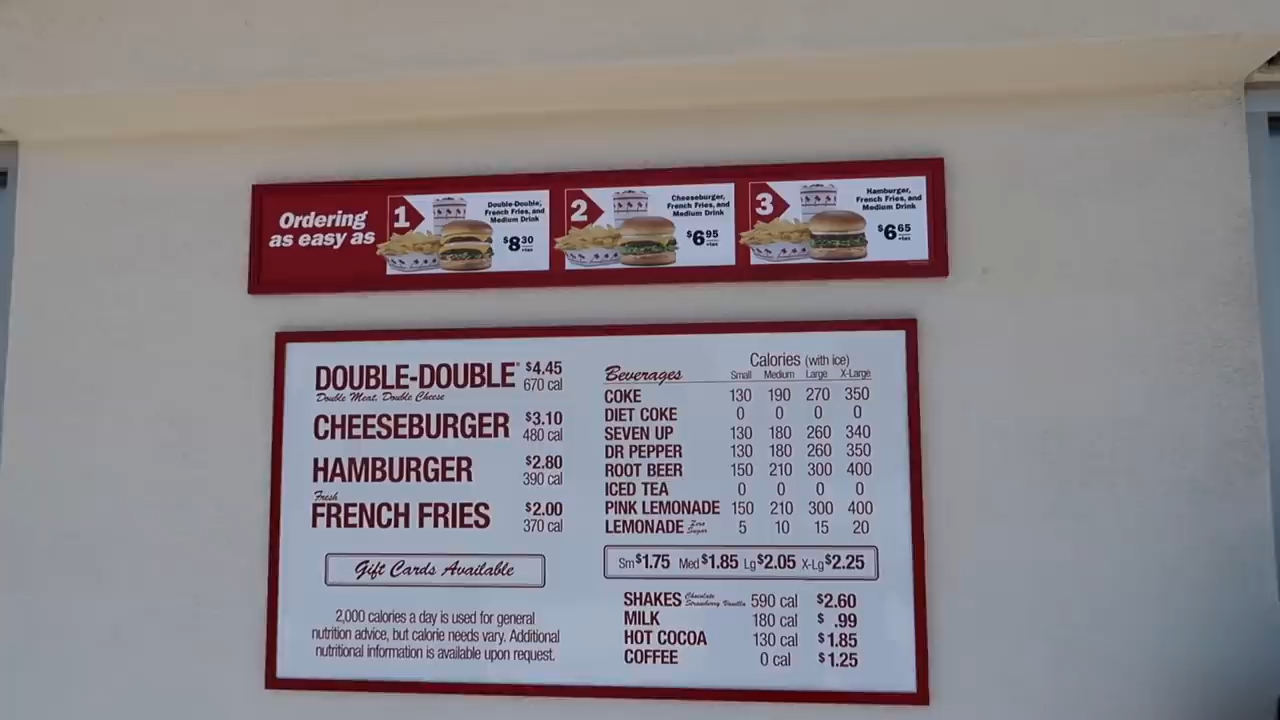 Ordering
as easy as
1
Double-Double,
French Fries, and
Medium Drink
$8.30
+tax
2
Cheeseburger,
French Fries, and
Medium Drink
$6.95
+tax
3
Hamburger,
French Fries, and
Medium Drink
$6.65
+tax
DOUBLE-DOUBLE® $4.45
Double Meat, Double Cheese 670 cal
CHEESEBURGER $3.10
480 cal
HAMBURGER $2.80
390 cal
Fresh
FRENCH FRIES $2.00
370 cal
Gift Cards Available
2,000 calories a day is used for general
nutrition advice, but calorie needs vary. Additional
nutritional information is available upon request.
Calories (with ice)
Beverages Small Medium Large X-Large
COKE 130 190 270 350
DIET COKE 0 0 0 0
SEVEN UP 130 180 260 340
DR PEPPER 130 180 260 350
ROOT BEER 150 210 300 400
ICED TEA 0 0 0 0
PINK LEMONADE 150 210 300 400
LEMONADE Zero Sugar 5 10 15 20
Sm $1.75 Med $1.85 Lg $2.05 X-Lg $2.25
SHAKES Chocolate Strawberry Vanilla 590 cal $2.60
MILK 180 cal $ .99
HOT COCOA 130 cal $1.85
COFFEE 0 cal $1.25